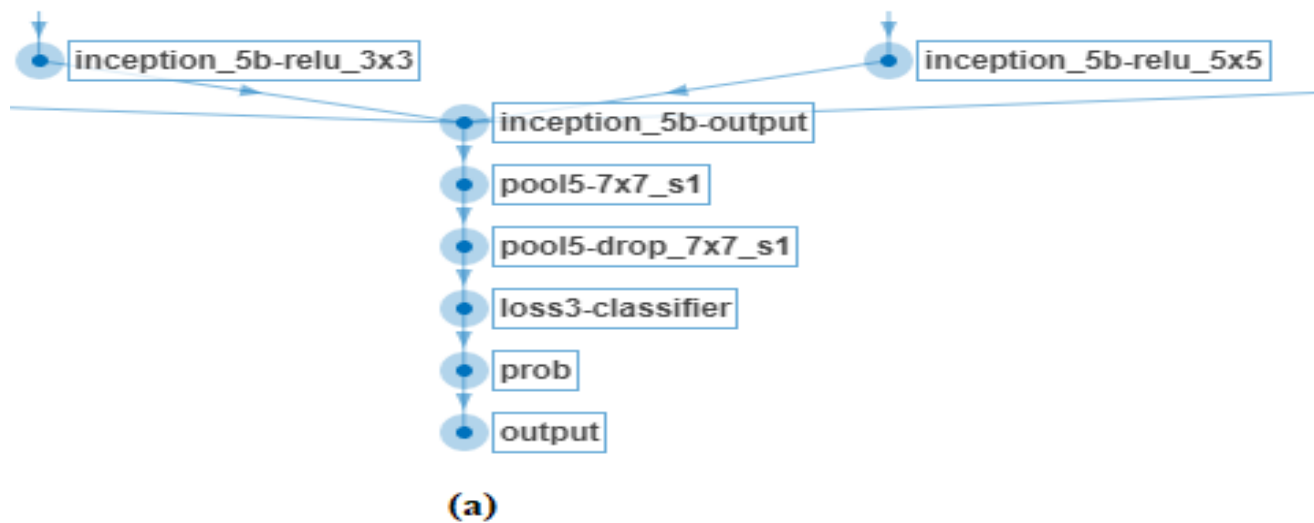 inception_5b-relu_3x3
inception_5b-relu_5x5
inception_5b-output
pool5-7x7_s1
pool5-drop_7x7_s1
loss3-classifier
prob
output
(a)